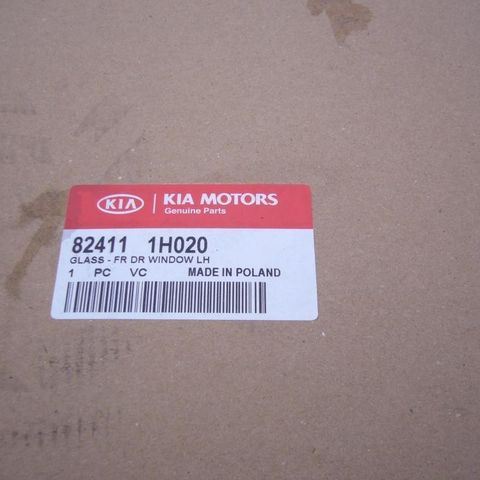 KIA
KIA MOTORS
Genuine Parts
82411 1H020
GLASS - FR DR WINDOW LH
1 PC VC MADE IN POLAND